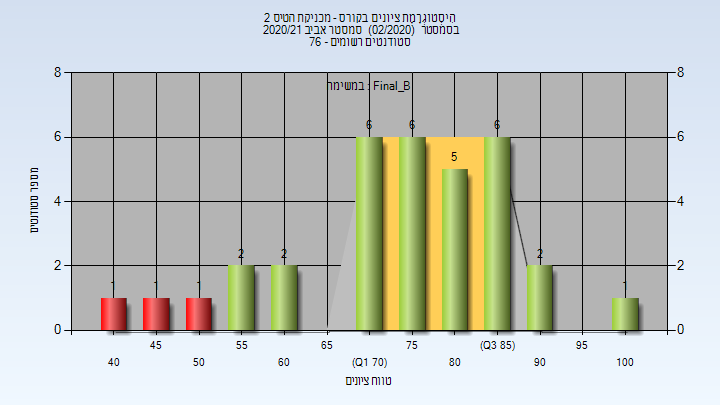 היסטוגרמת ציונים בקורס - מכניקת הטיס 2
בסמסטר (02/2020) סמסטר אביב 2020/21
סטודנטים רשומים - 76
במשימה : Final_B
8 8
6 6
4 4
2 2
0 0
מספר סטודנטים
1 1 1 2 2 6 6 5 6 2 1
45 55 65 75 (Q3 85) 95
40 50 60 (Q1 70) 80 90 100
טווח ציונים